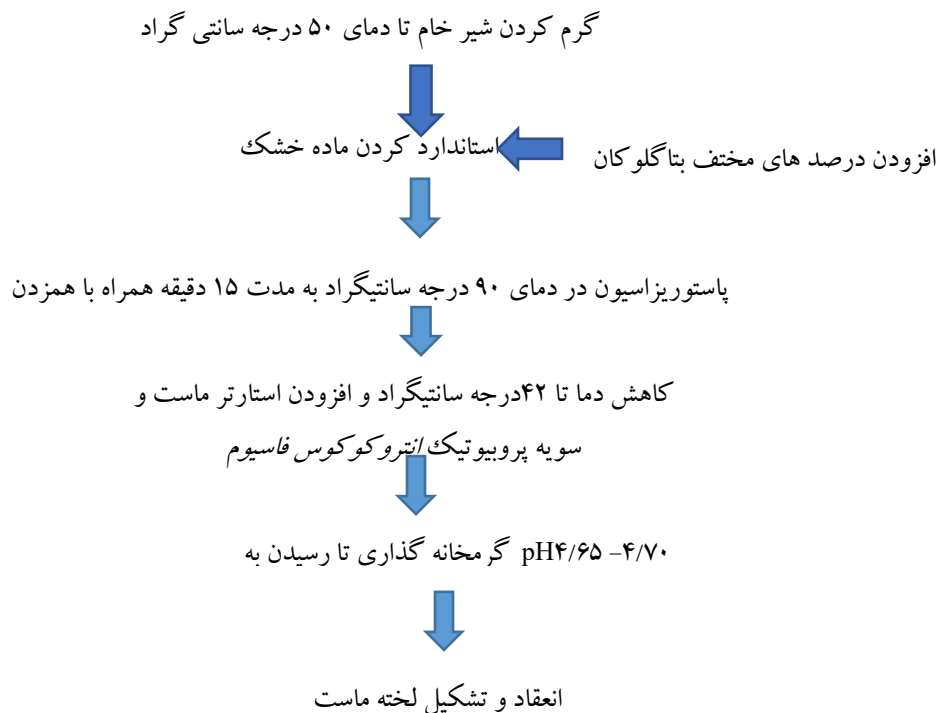 گرم کردن شیر خام تا دمای ۵۰ درجه سانتی گراد
استاندارد کردن ماده خشک
افزودن درصد های مختف بتاگلوکان
پاستوریزاسیون در دمای ۹۰ درجه سانتیگراد به مدت ۱۵ دقیقه همراه با همزدن
کاهش دما تا ۴۲درجه سانتیگراد و افزودن استارتر ماست و
سویه پروبیوتیک انتروکوکوس فاسیوم
گرمخانه گذاری تا رسیدن به pH۴/۶۵ –۴/۷۰
انعقاد و تشکیل لخته ماست